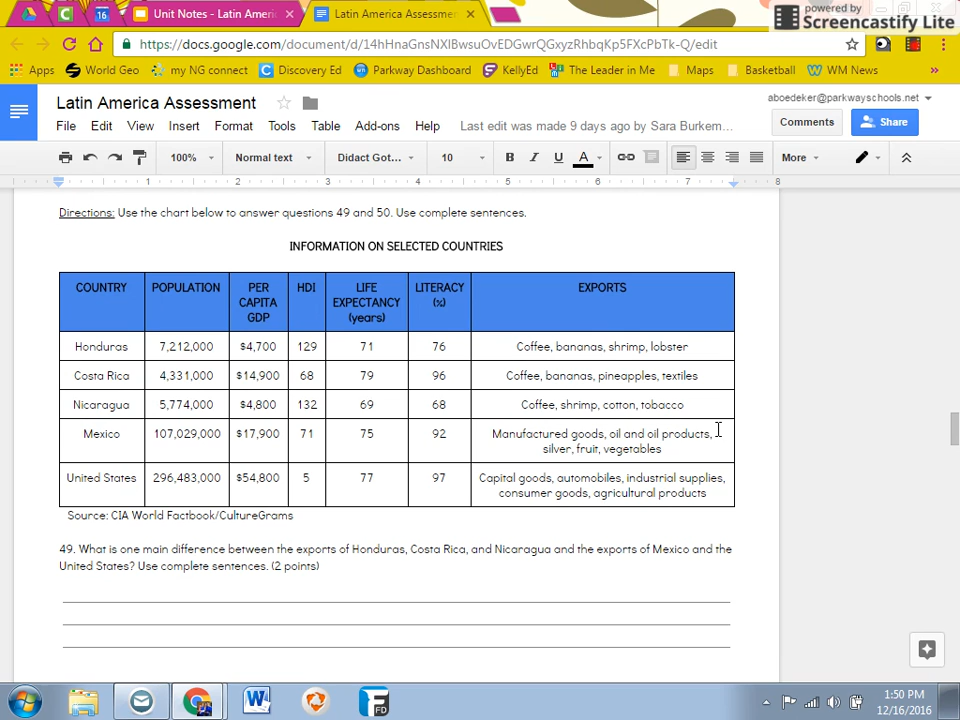 Unit Notes - Latin Ameri
Latin America Assessmen
powered by
Screencastify Lite
https://docs.google.com/document/d/14hHnaGnsNXIBwsuOvEDGwrQGxyzRhbqKp5FXcPbTk-Q/edit
Apps World Geo my NG connect Discovery Ed Parkway Dashboard KellyEd The Leader in Me Maps Basketball WM News »
Latin America Assessment
aboedeker@parkwayschools.net
File Edit View Insert Format Tools Table Add-ons Help Last edit was made 9 days ago by Sara Burkem...
Comments Share
100% Normal text Didact Got... 10 B I U A More
1 2 3 4 5 6 7 8
Directions: Use the chart below to answer questions 49 and 50. Use complete sentences.
INFORMATION ON SELECTED COUNTRIES
COUNTRY POPULATION PER CAPITA GDP HDI LIFE EXPECTANCY (years) LITERACY (%) EXPORTS
Honduras 7,212,000 $4,700 129 71 76 Coffee, bananas, shrimp, lobster
Costa Rica 4,331,000 $14,900 68 79 96 Coffee, bananas, pineapples, textiles
Nicaragua 5,774,000 $4,800 132 69 68 Coffee, shrimp, cotton, tobacco
Mexico 107,029,000 $17,900 71 75 92 Manufactured goods, oil and oil products,
silver, fruit, vegetables
United States 296,483,000 $54,800 5 77 97 Capital goods, automobiles, industrial supplies,
consumer goods, agricultural products
Source: CIA World Factbook/CultureGrams
49. What is one main difference between the exports of Honduras, Costa Rica, and Nicaragua and the exports of Mexico and the
United States? Use complete sentences. (2 points)
1:50 PM
12/16/2016